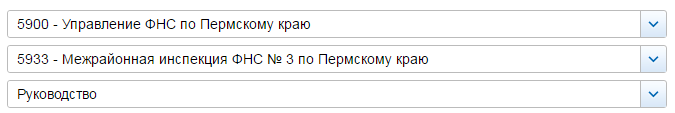 5900 - Управление ФНС по Пермскому краю
5933 - Межрайонная инспекция ФНС № 3 по Пермскому краю
Руководство